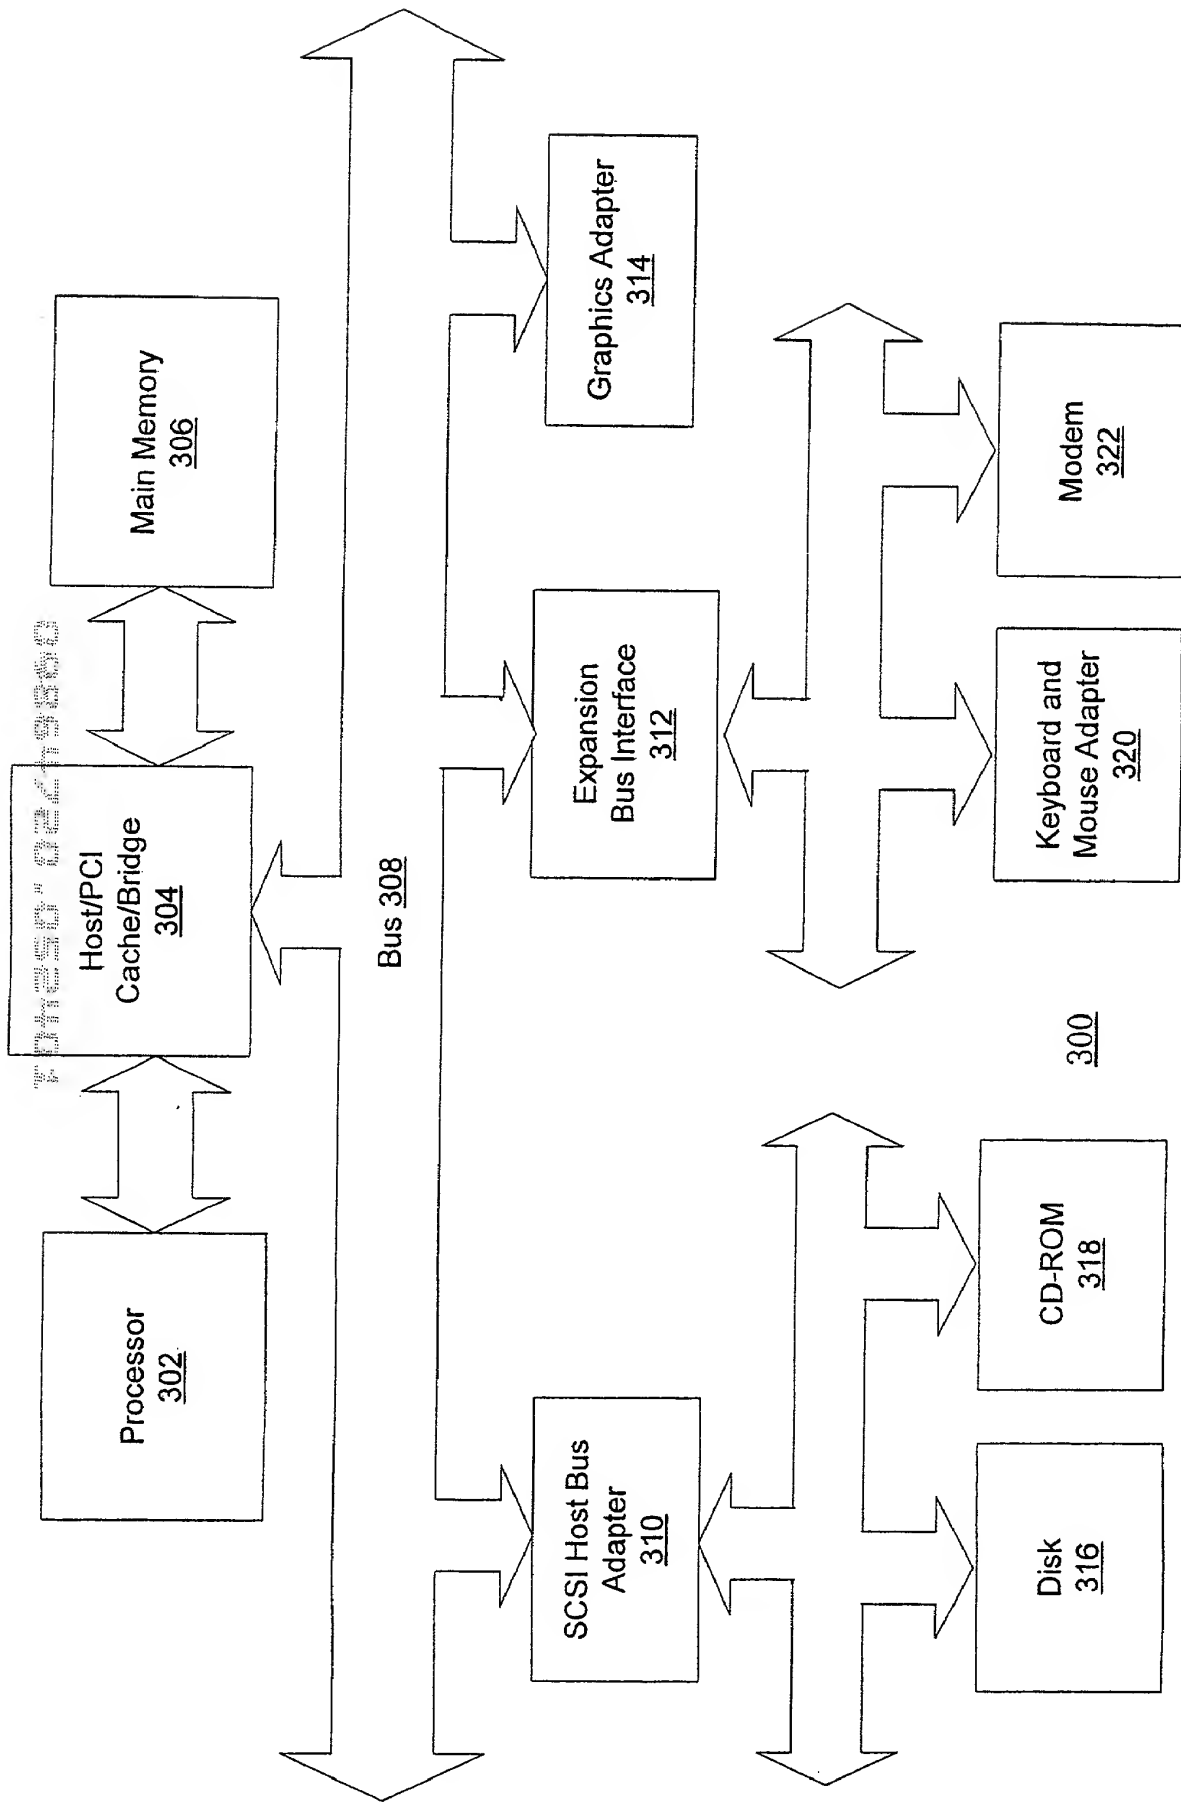 Processor
302
Host/PCI
Cache/Bridge
304
Main Memory
306
Bus 308
SCSI Host Bus
Adapter
310
Expansion
Bus Interface
312
Graphics Adapter
314
Disk
316
CD-ROM
318
300
Keyboard and
Mouse Adapter
320
Modem
322